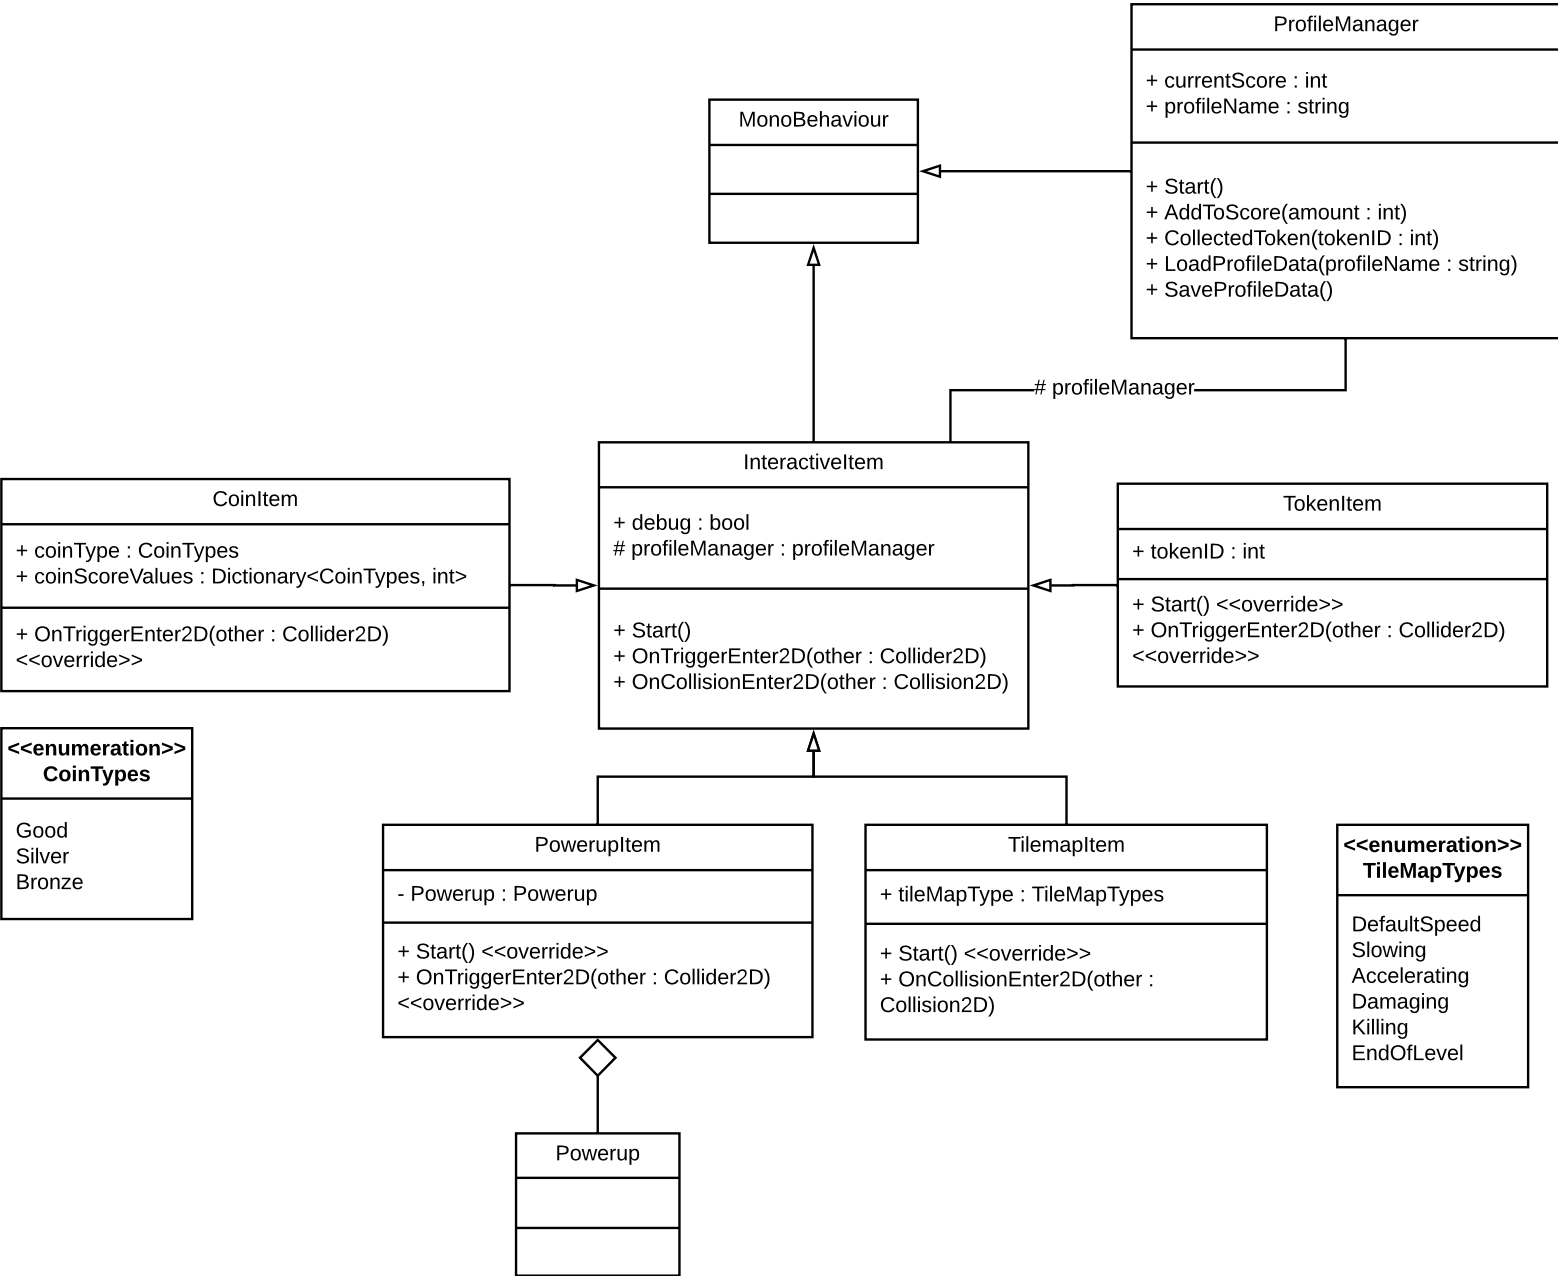 ProfileManager
+ currentScore : int
+ profileName : string
+ Start()
+ AddToScore(amount : int)
+ CollectedToken(tokenID : int)
+ LoadProfileData(profileName : string)
+ SaveProfileData()
MonoBehaviour
# profileManager
InteractiveItem
+ debug : bool
# profileManager : profileManager
+ Start()
+ OnTriggerEnter2D(other : Collider2D)
+ OnCollisionEnter2D(other : Collision2D)
CoinItem
+ coinType : CoinTypes
+ coinScoreValues : Dictionary<CoinTypes, int>
+ OnTriggerEnter2D(other : Collider2D)
<<override>>
TokenItem
+ tokenID : int
+ Start() <<override>>
+ OnTriggerEnter2D(other : Collider2D)
<<override>>
<<enumeration>>
CoinTypes
Good
Silver
Bronze
PowerupItem
- Powerup : Powerup
+ Start() <<override>>
+ OnTriggerEnter2D(other : Collider2D)
<<override>>
TilemapItem
+ tileMapType : TileMapTypes
+ Start() <<override>>
+ OnCollisionEnter2D(other :
Collision2D)
<<enumeration>>
TileMapTypes
DefaultSpeed
Slowing
Accelerating
Damaging
Killing
EndOfLevel
Powerup